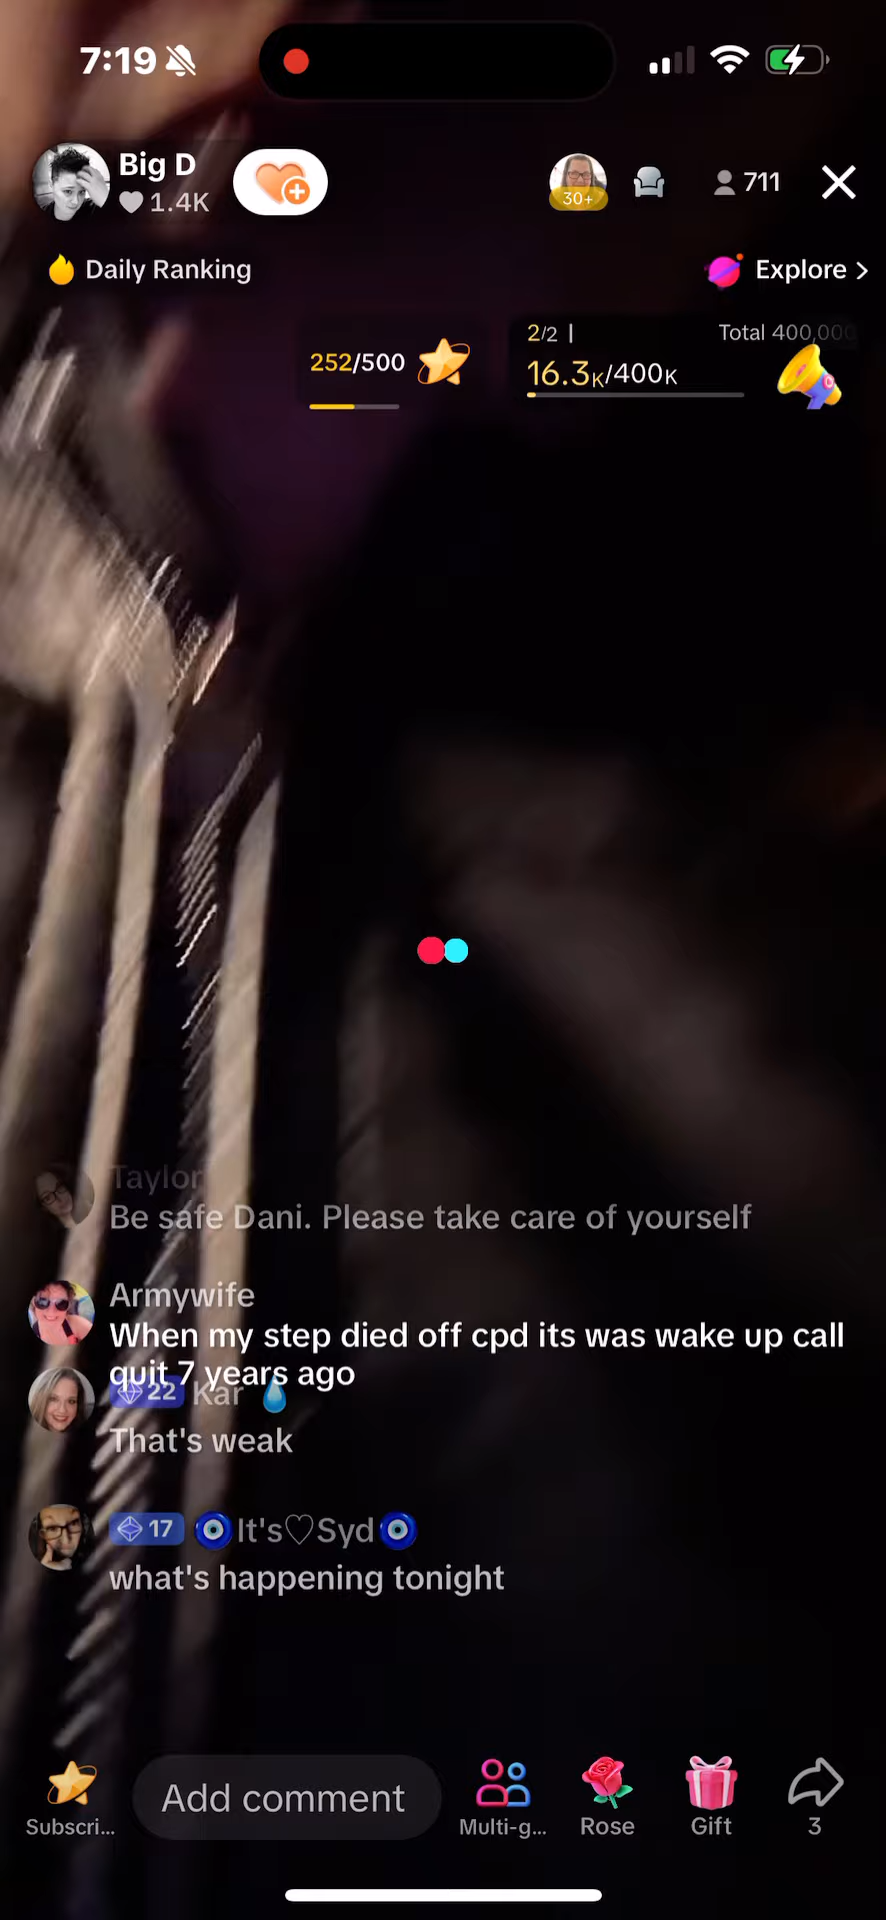 7:19
Big D
1.4K
30+
711
Daily Ranking
Explore >
252/500
2/2
Total 400,000
16.3K/400K
Taylor
Be safe Dani. Please take care of yourself
Armywife
When my step died off cpd its was wake up call
quit 7 years ago
22 Kar
That's weak
17 It's♡Syd
what's happening tonight
Add comment
Subscri...
Multi-g...
Rose
Gift
3